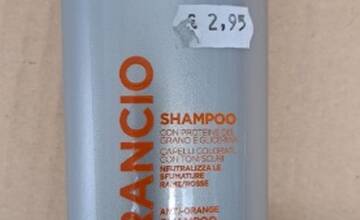 € 2,95
RANCIO
SHAMPOO
CON PROTEINE DEL
GRANO E GLICERINA
CAPELLI COLORATI
CON TONI SCURI
NEUTRALIZZA LE
SFUMATURE
RAME/ROSSE
ANTI-ORANGE
SHAMPOO